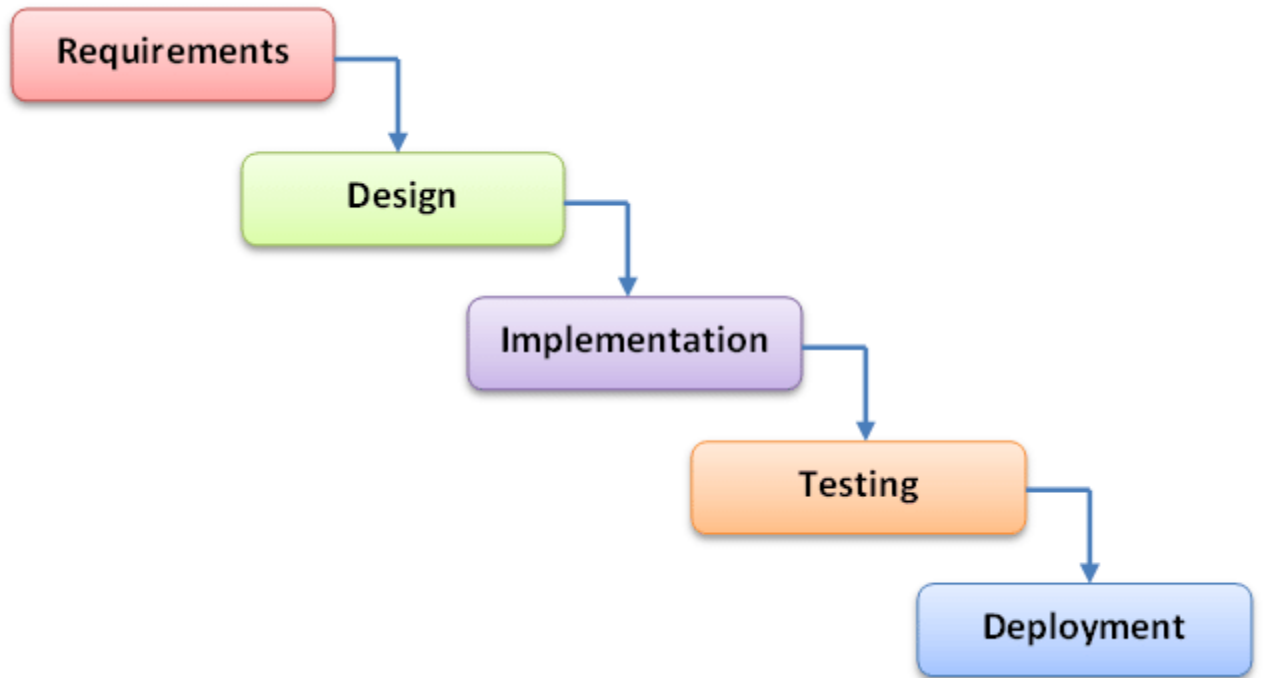 Requirements
Design
Implementation
Testing
Deployment